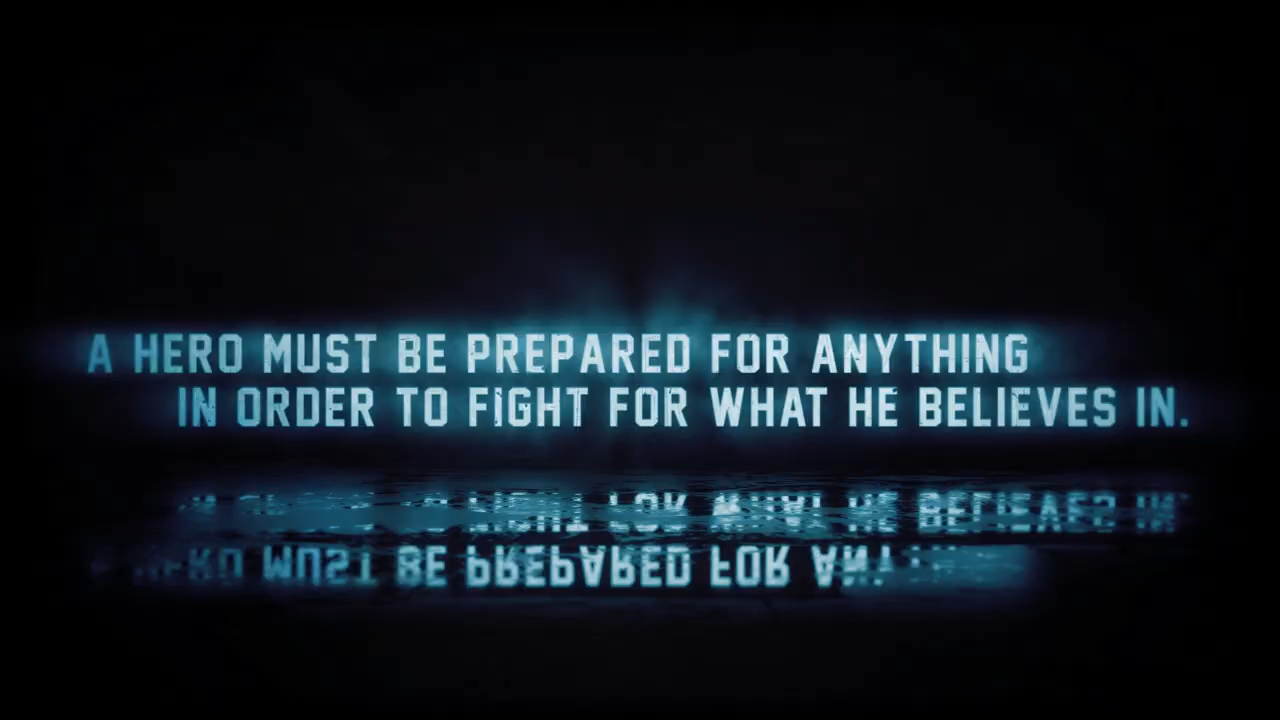 A HERO MUST BE PREPARED FOR ANYTHING
IN ORDER TO FIGHT FOR WHAT HE BELIEVES IN.